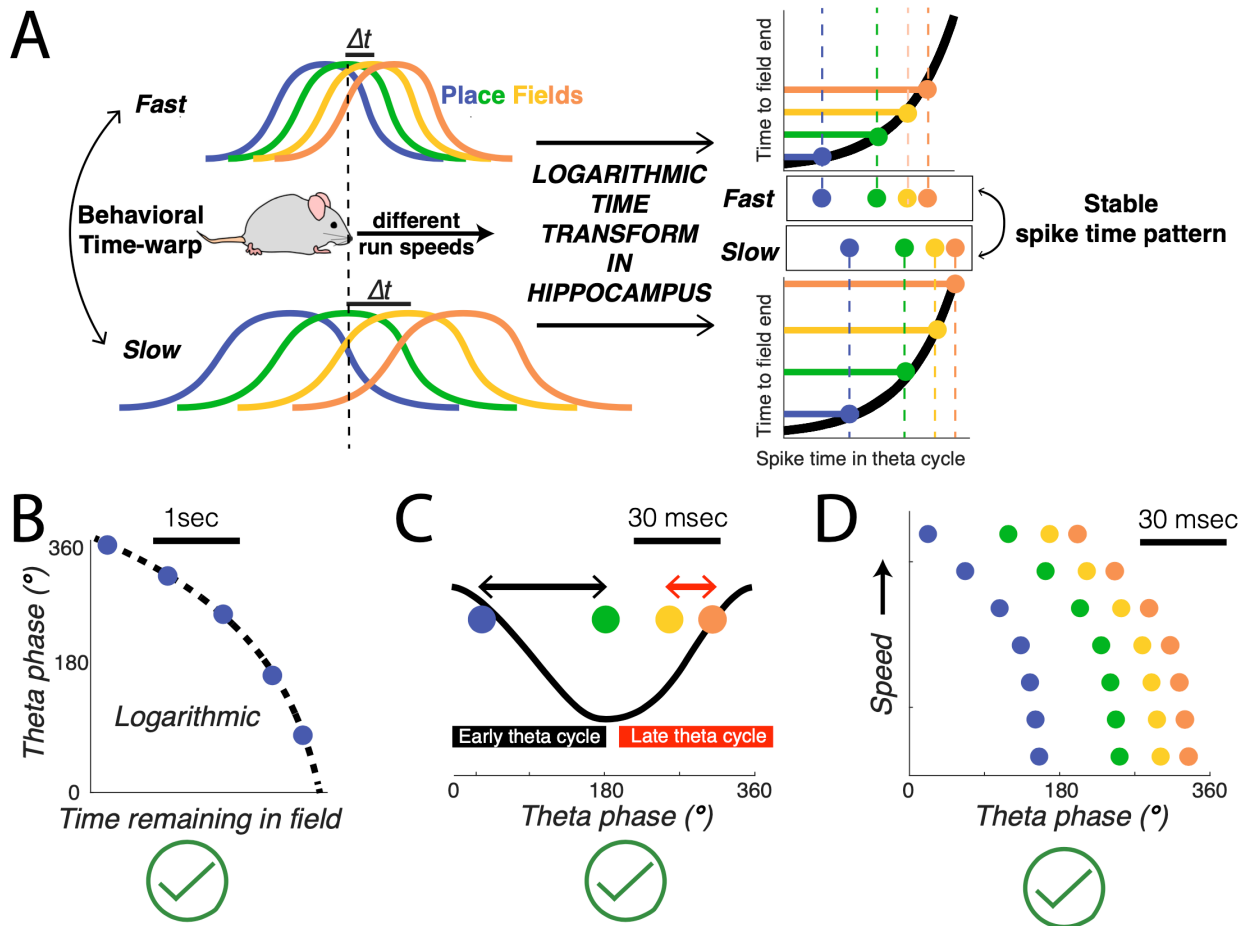 A
Δt
Fast
Place Fields
Behavioral
Time-warp
different
run speeds
Δt
Slow
LOGARITHMIC
TIME
TRANSFORM
IN
HIPPOCAMPUS
Time to field end
Fast
Slow
Stable
spike time pattern
Time to field end
Spike time in theta cycle
B
1sec
Theta phase (°)
360
180
0
Logarithmic
Time remaining in field
C
30 msec
Early theta cycle
Late theta cycle
0
180
360
Theta phase (°)
D
30 msec
Speed
0
180
360
Theta phase (°)